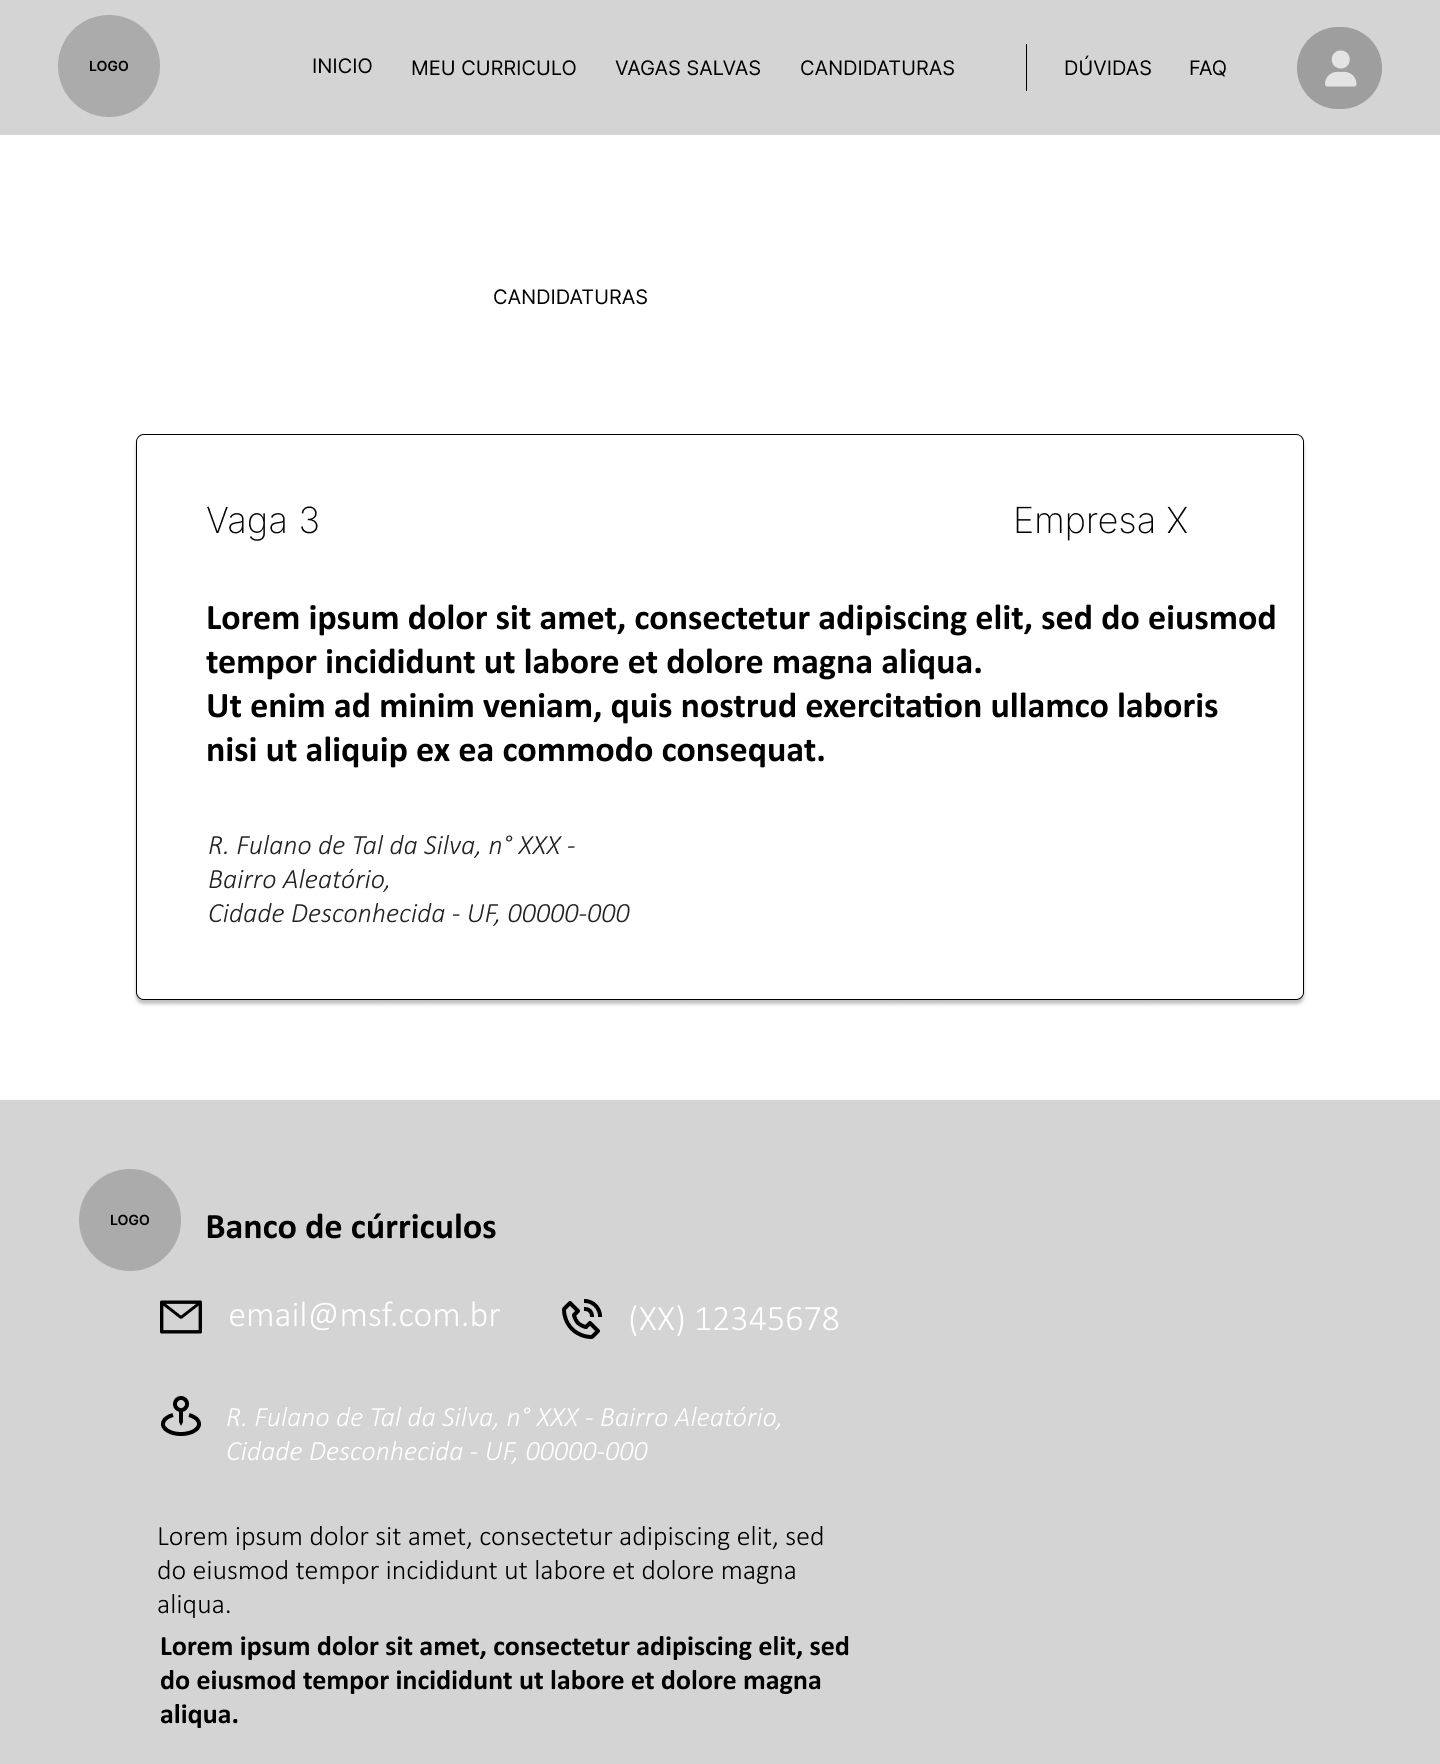 LOGO
INICIO
MEU CURRICULO
VAGAS SALVAS
CANDIDATURAS
DÚVIDAS
FAQ
CANDIDATURAS
Vaga 3
Empresa X
Lorem ipsum dolor sit amet, consectetur adipiscing elit, sed do eiusmod
tempor incididunt ut labore et dolore magna aliqua.
Ut enim ad minim veniam, quis nostrud exercitation ullamco laboris
nisi ut aliquip ex ea commodo consequat.
R. Fulano de Tal da Silva, n° XXX -
Bairro Aleatório,
Cidade Desconhecida - UF, 00000-000
LOGO
Banco de cúrriculos
email@msf.com.br
(XX) 12345678
R. Fulano de Tal da Silva, n° XXX - Bairro Aleatório,
Cidade Desconhecida - UF, 00000-000
Lorem ipsum dolor sit amet, consectetur adipiscing elit, sed
do eiusmod tempor incididunt ut labore et dolore magna
aliqua.
Lorem ipsum dolor sit amet, consectetur adipiscing elit, sed
do eiusmod tempor incididunt ut labore et dolore magna
aliqua.